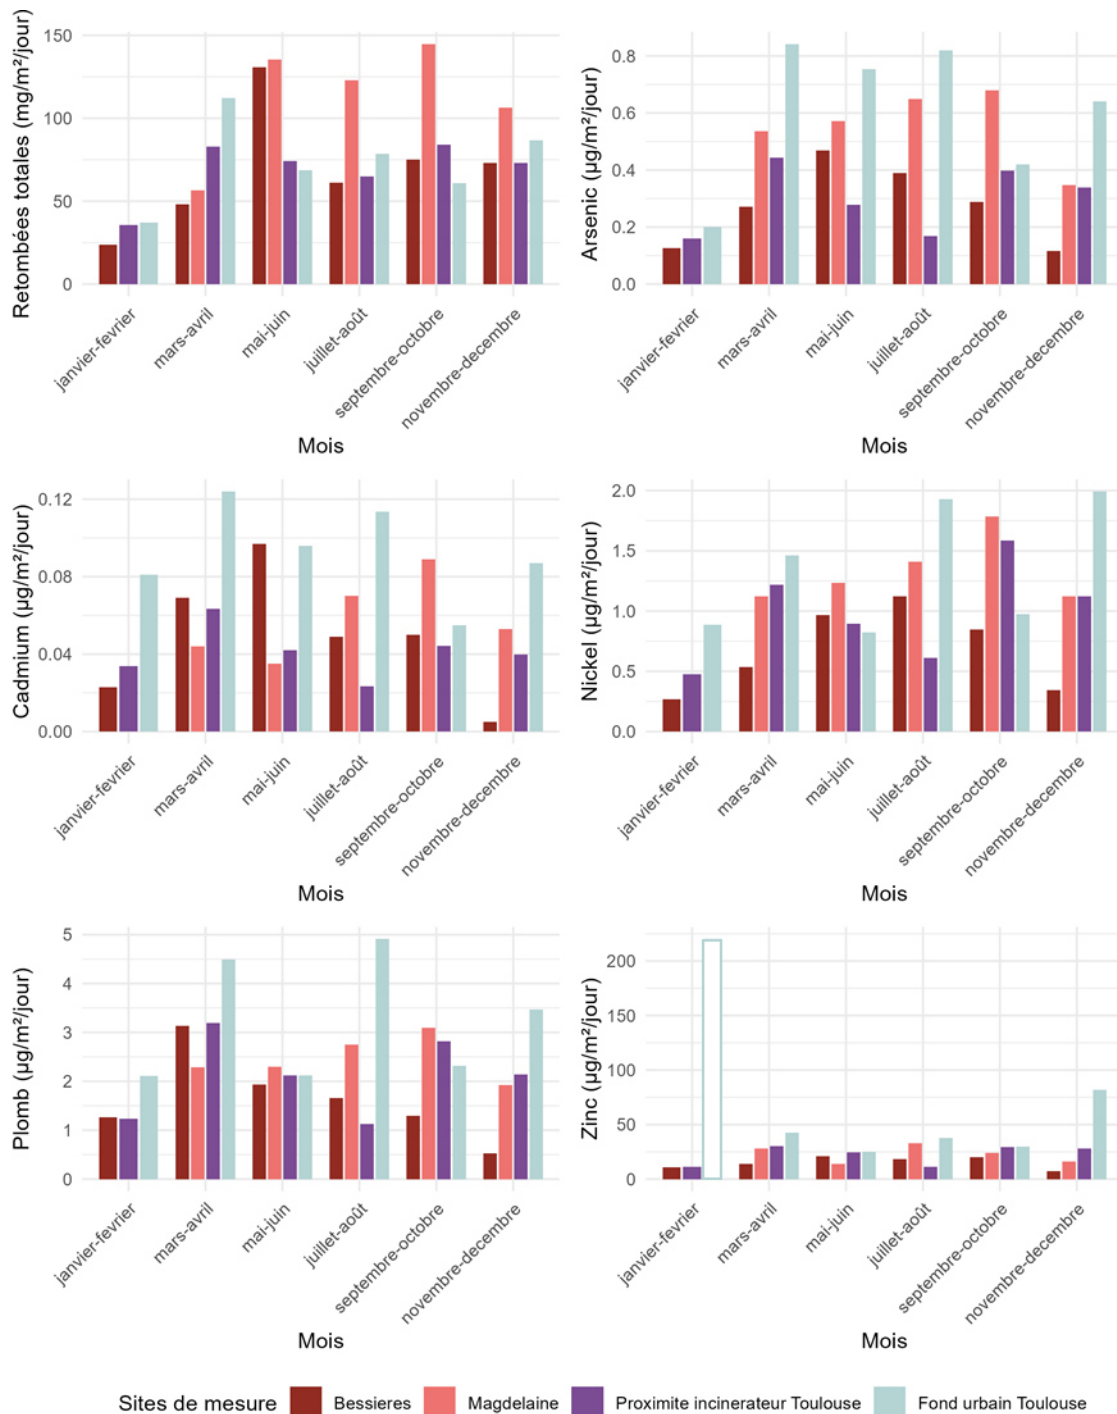 Retombées totales (mg/m²/jour)
150
100
50
0
janvier-fevrier
mars-avril
mai-juin
juillet-août
septembre-octobre
novembre-decembre
Mois
Arsenic (µg/m²/jour)
0.8
0.6
0.4
0.2
0.0
janvier-fevrier
mars-avril
mai-juin
juillet-août
septembre-octobre
novembre-decembre
Mois
Cadmium (µg/m²/jour)
0.12
0.08
0.04
0.00
janvier-fevrier
mars-avril
mai-juin
juillet-août
septembre-octobre
novembre-decembre
Mois
Nickel (µg/m²/jour)
2.0
1.5
1.0
0.5
0.0
janvier-fevrier
mars-avril
mai-juin
juillet-août
septembre-octobre
novembre-decembre
Mois
Plomb (µg/m²/jour)
5
4
3
2
1
0
janvier-fevrier
mars-avril
mai-juin
juillet-août
septembre-octobre
novembre-decembre
Mois
Zinc (µg/m²/jour)
200
150
100
50
0
janvier-fevrier
mars-avril
mai-juin
juillet-août
septembre-octobre
novembre-decembre
Mois
Sites de mesure Bessieres Magdelaine Proximite incinerateur Toulouse Fond urbain Toulouse